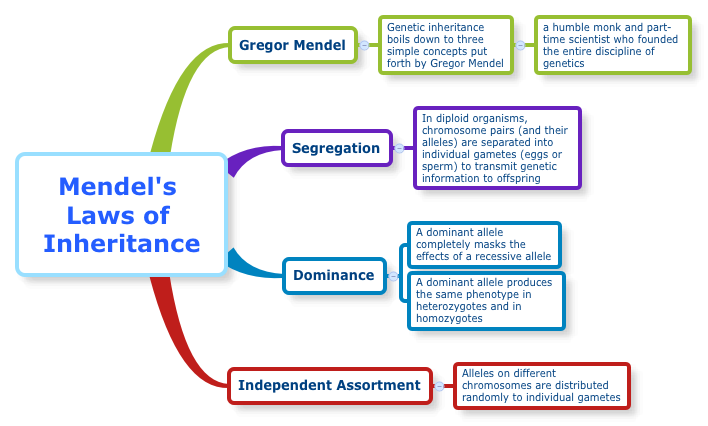 Mendel's
Laws of
Inheritance
Gregor Mendel
Genetic inheritance
boils down to three
simple concepts put
forth by Gregor Mendel
a humble monk and part-
time scientist who founded
the entire discipline of
genetics
Segregation
In diploid organisms,
chromosome pairs (and their
alleles) are separated into
individual gametes (eggs or
sperm) to transmit genetic
information to offspring
Dominance
A dominant allele
completely masks the
effects of a recessive allele
A dominant allele produces
the same phenotype in
heterozygotes and in
homozygotes
Independent Assortment
Alleles on different
chromosomes are distributed
randomly to individual gametes